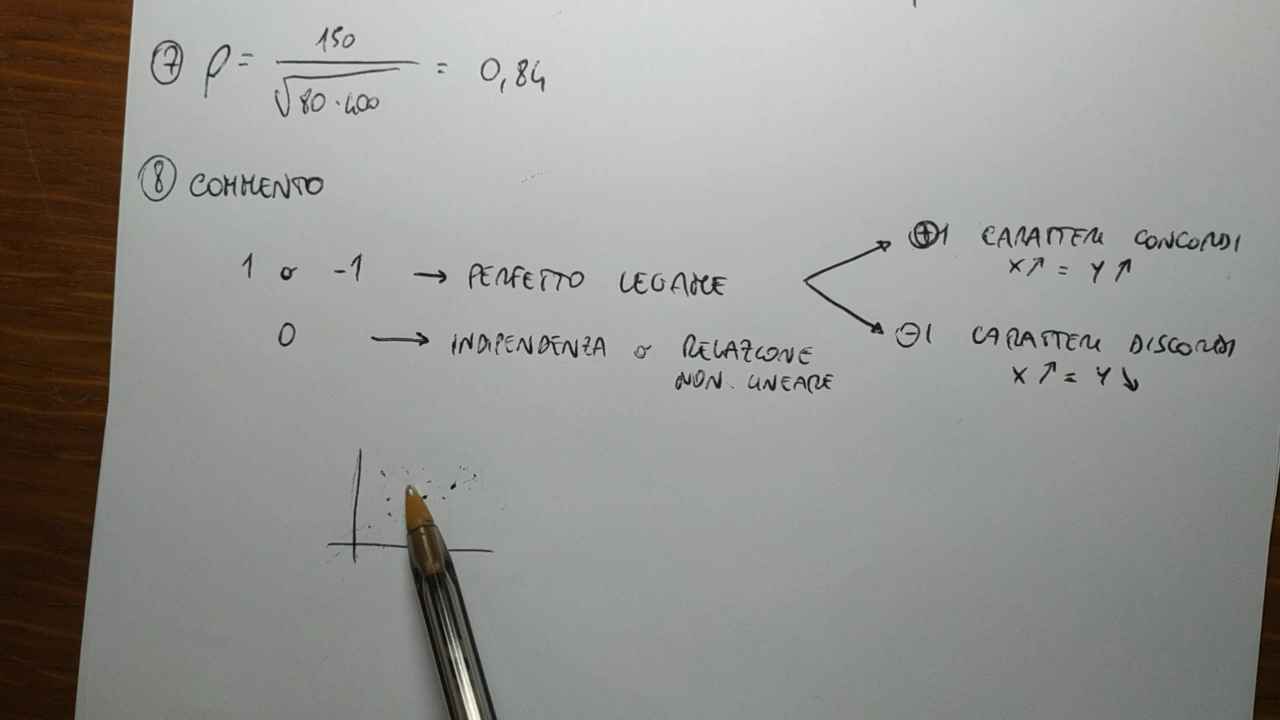 ⑦ ρ = 150 / √80·400 = 0,84
⑧ COMMENTO
1 o -1 → PERFETTO LEGAME
⊕1 CARATTERI CONCORDI
X↗ = Y↗
0 → INDIPENDENZA o RELAZIONE
NON. LINEARE
⊖1 CARATTERI DISCORDI
X↗ = Y↘